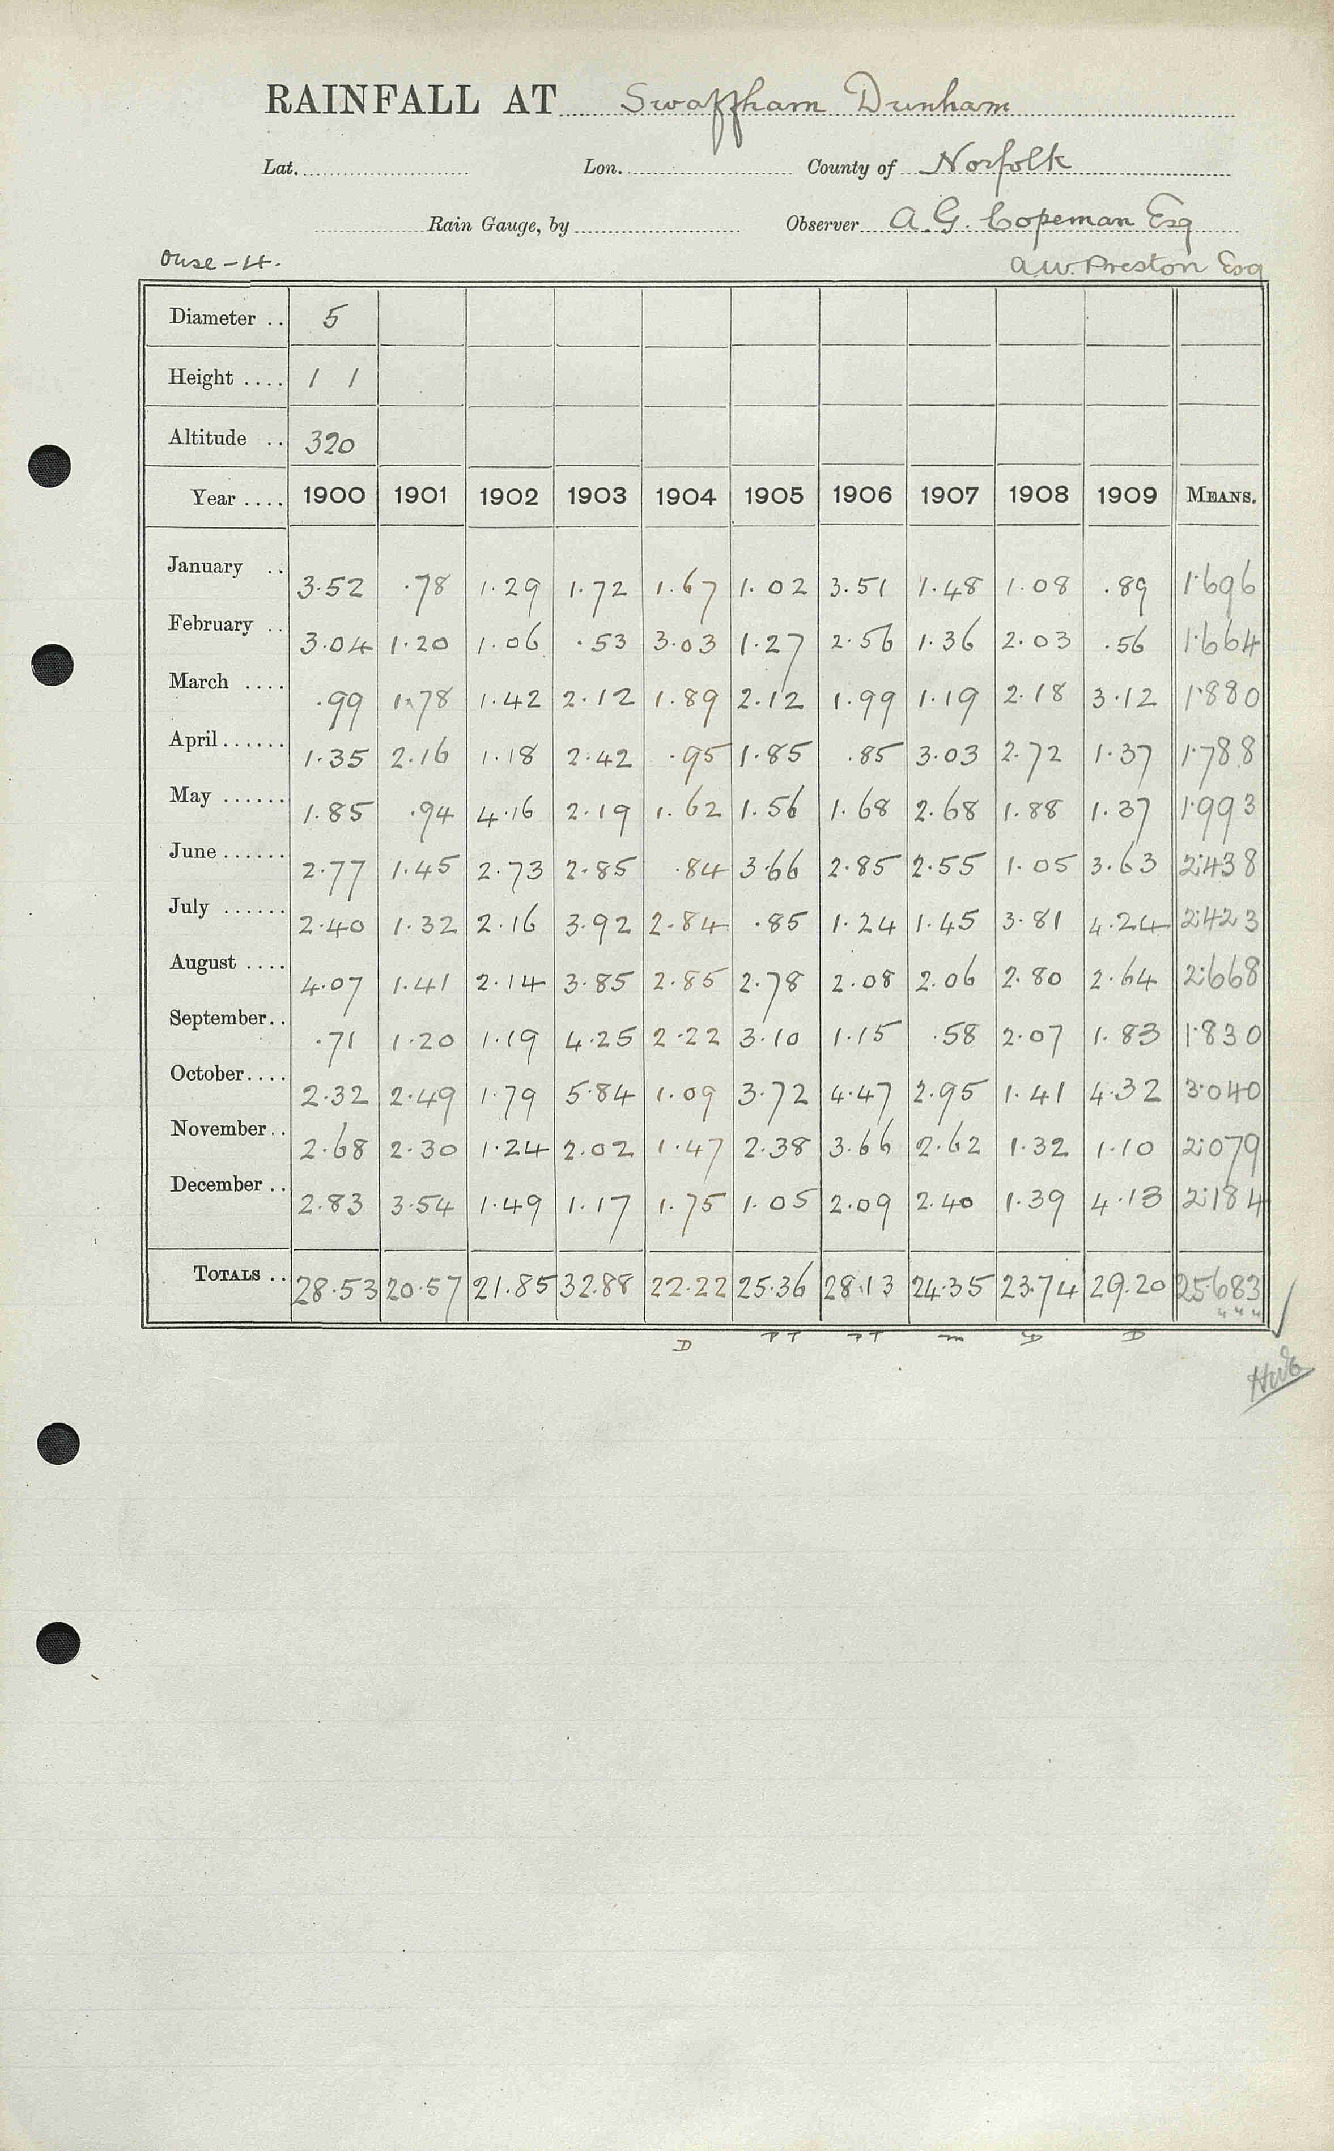 RAINFALL AT Swaffham Dunham
Lat. Lon. County of Norfolk
Rain Gauge, by Observer A. G. Copeman Esq
Ouse - H. A.W. Preston Esq
Diameter .. 5
Height .... 1 1
Altitude .. 320
Year .... 1900 1901 1902 1903 1904 1905 1906 1907 1908 1909 MEANS.
January .. 3.52 .78 1.29 1.72 1.67 1.02 3.51 1.48 1.08 .89 1.696
February .. 3.04 1.20 1.06 .53 3.03 1.27 2.56 1.36 2.03 .56 1.664
March .... .99 1.78 1.42 2.12 1.89 2.12 1.99 1.19 2.18 3.12 1.880
April ...... 1.35 2.16 1.18 2.42 .95 1.85 .85 3.03 2.72 1.37 1.788
May ...... 1.85 .94 4.16 2.19 1.62 1.56 1.68 2.68 1.88 1.37 1.993
June ...... 2.77 1.45 2.73 2.85 .84 3.66 2.85 2.55 1.05 3.63 2.438
July ...... 2.40 1.32 2.16 3.92 2.84 .85 1.24 1.45 3.81 4.24 2.423
August .... 4.07 1.41 2.14 3.85 2.85 2.78 2.08 2.06 2.80 2.64 2.668
September .. .71 1.20 1.19 4.25 2.22 3.10 1.15 .58 2.07 1.83 1.830
October .... 2.32 2.49 1.79 5.84 1.09 3.72 4.47 2.95 1.41 4.32 3.040
November .. 2.68 2.30 1.24 2.02 1.47 2.38 3.66 2.62 1.32 1.10 2.079
December .. 2.83 3.54 1.49 1.17 1.75 1.05 2.09 2.40 1.39 4.13 2.184
TOTALS .. 28.53 20.57 21.85 32.88 22.22 25.36 28.13 24.35 23.74 29.20 25.683
D PT PT m D D